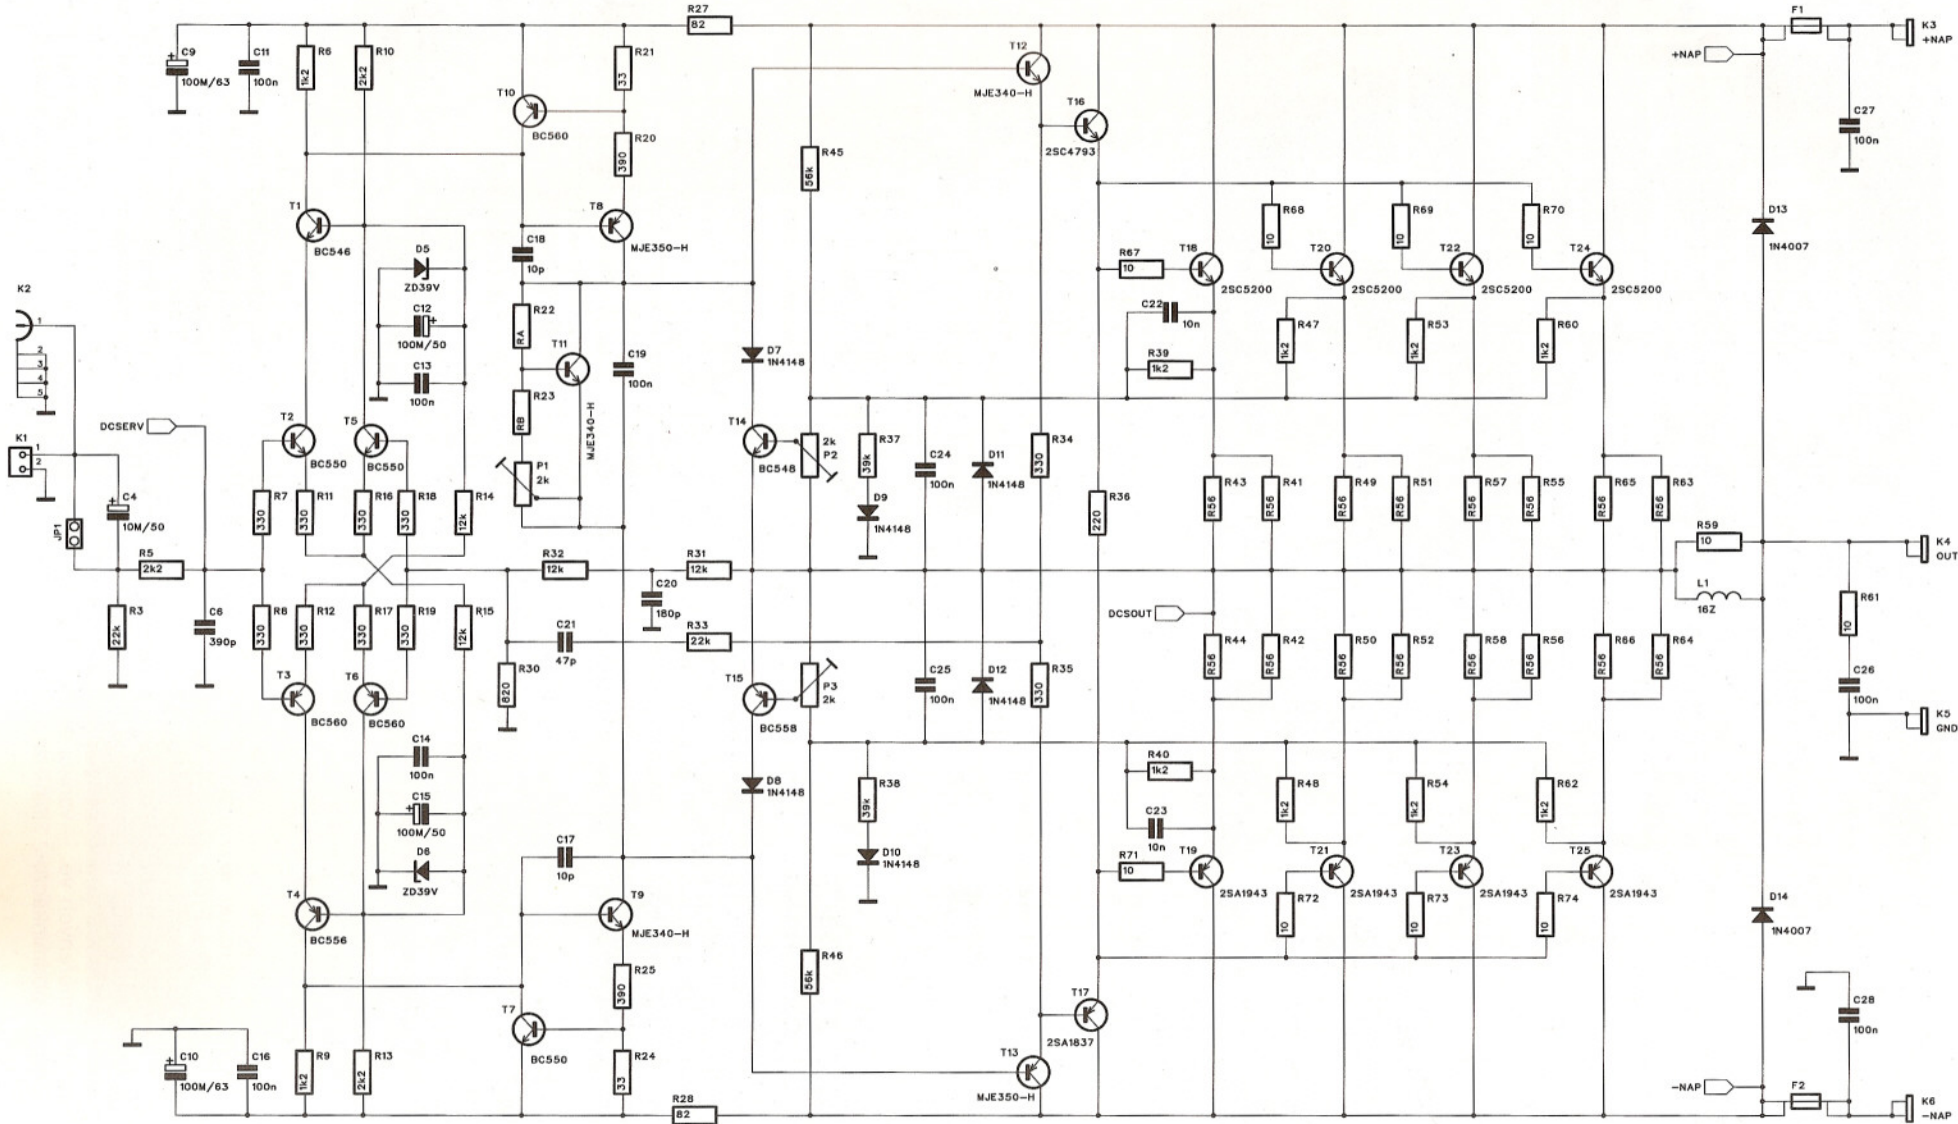 R27
82
F1
K3
+NAP
C9
+
100M/63
C11
100n
R6
1k2
R10
2k2
R21
33
T12
MJE340-H
+NAP
T10
BC560
R20
390
T16
2SC4793
C27
100n
R45
56k
T1
BC546
T8
MJE350-H
R68
10
R69
10
R70
10
D13
1N4007
D5
ZD39V
C18
10p
R67
10
T18
2SC5200
T20
2SC5200
T22
2SC5200
T24
2SC5200
K2
1
2
3
4
5
C12
+
100M/50
R22
RA
C22
10n
R47
1k2
R53
1k2
R60
1k2
C13
100n
T11
MJE340-H
C19
100n
D7
1N4148
R39
1k2
R23
RB
DCSERV
T2
BC550
T5
BC550
T14
BC548
2k
P2
R37
39k
C24
100n
D11
1N4148
R34
330
K1
1
2
P1
2k
C4
+
10M/50
R7
330
R11
330
R16
330
R18
330
R14
12k
D9
1N4148
R36
220
R43
R56
R41
R56
R49
R56
R51
R56
R57
R56
R55
R56
R65
R56
R63
R56
JP1
R5
2k2
R32
12k
R31
12k
R59
10
K4
OUT
L1
16Z
R3
22k
C6
390p
R8
330
R12
330
R17
330
R19
330
R15
12k
C20
180p
C21
47p
R33
22k
DCSOUT
R61
10
R44
R56
R42
R56
R50
R56
R52
R56
R58
R56
R56
R56
R66
R56
R64
R56
R30
820
T3
BC560
T6
BC560
T15
BC558
P3
2k
C25
100n
D12
1N4148
R35
330
C26
100n
K5
GND
C14
100n
C15
+
100M/50
D6
ZD39V
D8
1N4148
R38
39k
R40
1k2
R48
1k2
R54
1k2
R62
1k2
C23
10n
C17
10p
D10
1N4148
R71
10
T19
2SA1943
T21
2SA1943
T23
2SA1943
T25
2SA1943
T4
BC556
T9
MJE340-H
R72
10
R73
10
R74
10
D14
1N4007
R46
56k
R25
390
T7
BC550
T17
2SA1837
C28
100n
C10
+
100M/63
C16
100n
R9
1k2
R13
2k2
R24
33
T13
MJE350-H
-NAP
F2
R28
82
K6
-NAP